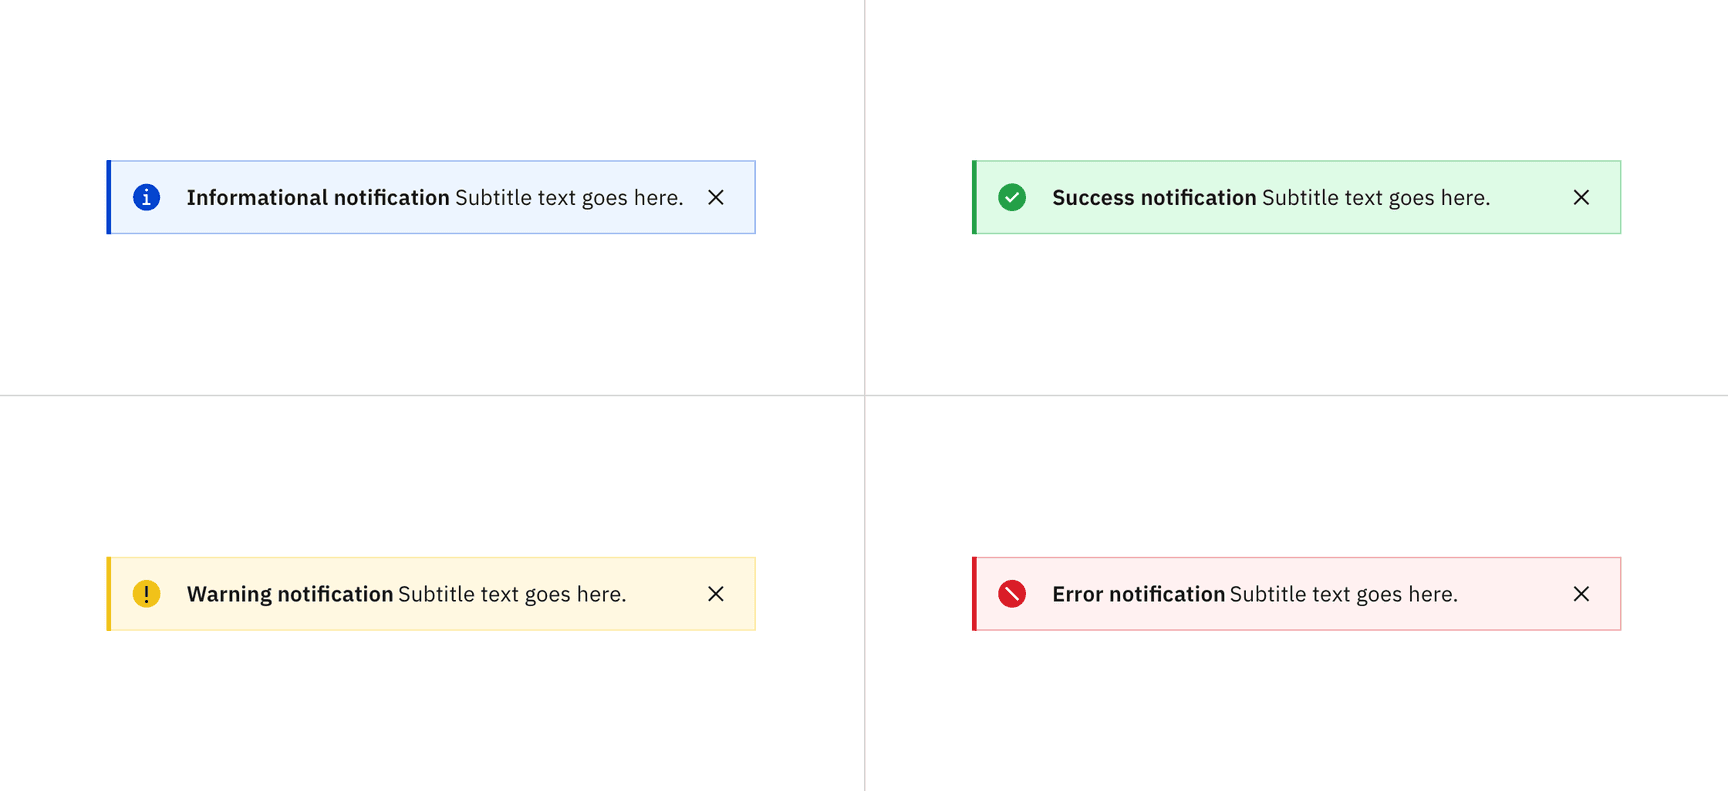 Informational notification Subtitle text goes here.
Success notification Subtitle text goes here.
Warning notification Subtitle text goes here.
Error notification Subtitle text goes here.